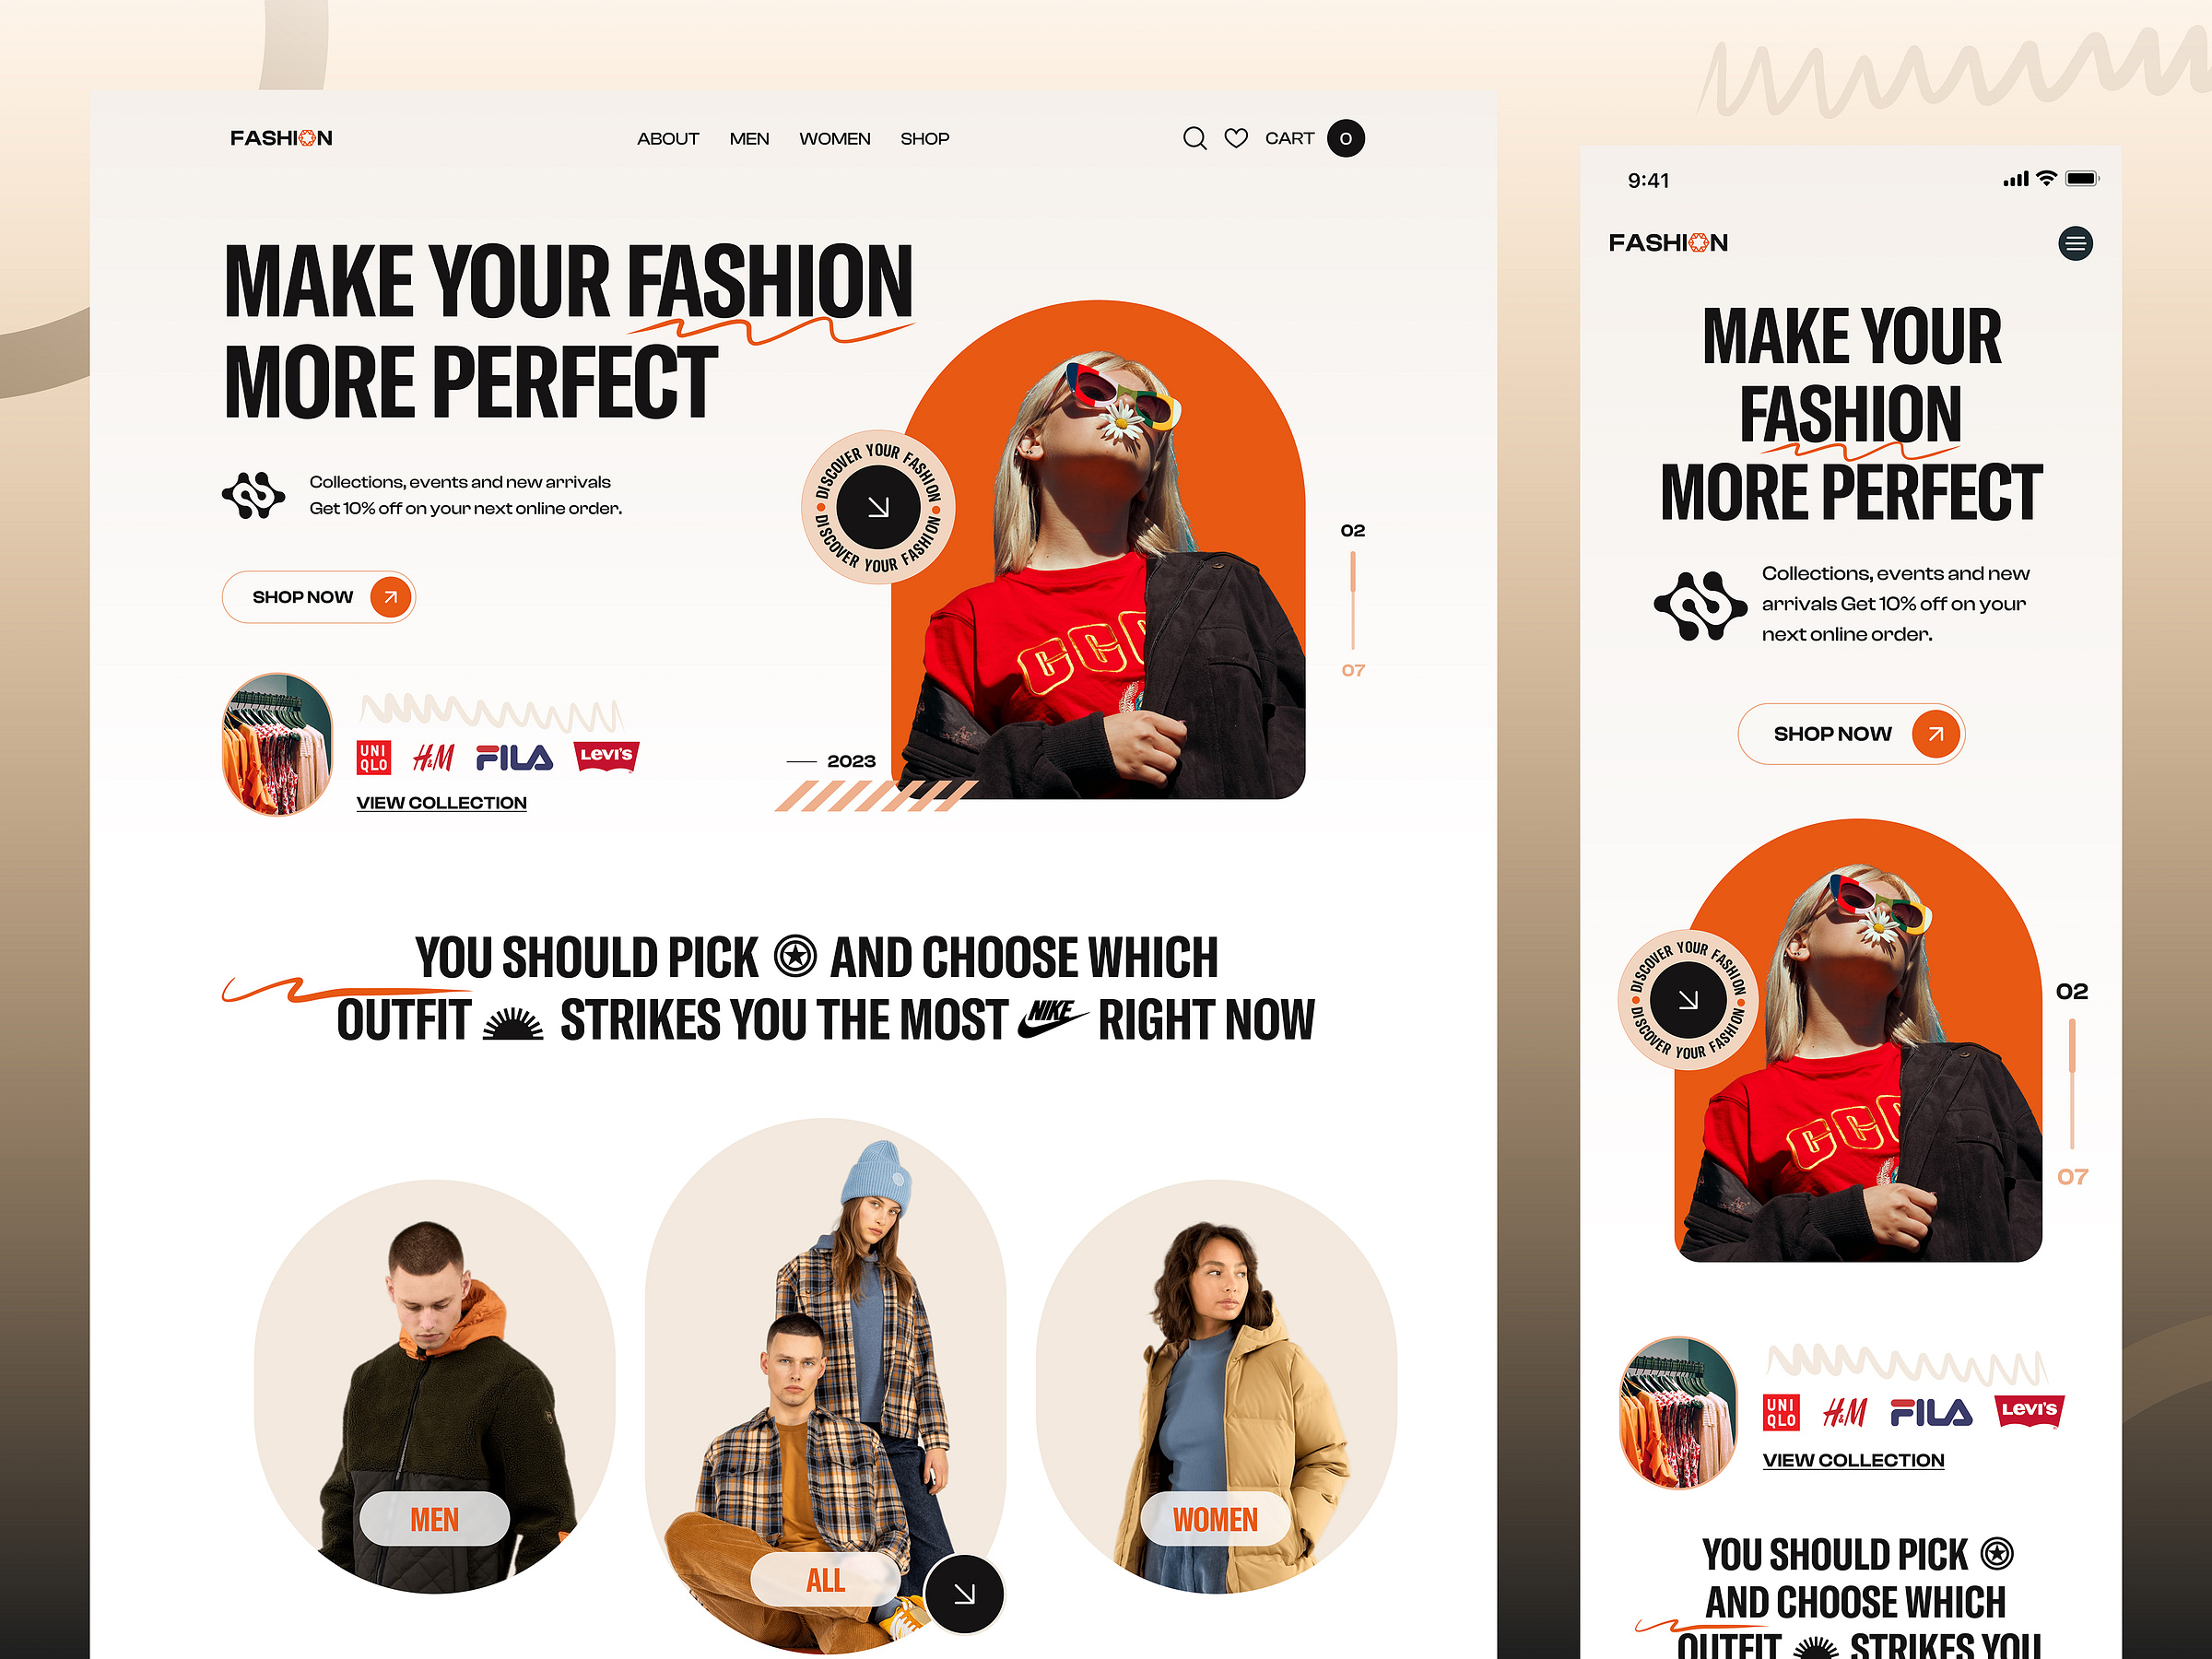 FASHION
ABOUT MEN WOMEN SHOP
CART 0
MAKE YOUR FASHION
MORE PERFECT
Collections, events and new arrivals
Get 10% off on your next online order.
SHOP NOW
DISCOVER YOUR FASHION
DISCOVER YOUR FASHION
CCC
02
07
UNI
QLO
H&M
FILA
LEVI'S
VIEW COLLECTION
2023
YOU SHOULD PICK AND CHOOSE WHICH
OUTFIT STRIKES YOU THE MOST NIKE RIGHT NOW
MEN
ALL
WOMEN
9:41
FASHION
MAKE YOUR
FASHION
MORE PERFECT
Collections, events and new
arrivals Get 10% off on your
next online order.
SHOP NOW
DISCOVER YOUR FASHION
DISCOVER YOUR FASHION
CCC
02
07
UNI
QLO
H&M
FILA
LEVI'S
VIEW COLLECTION
YOU SHOULD PICK
AND CHOOSE WHICH
OUTFIT STRIKES YOU